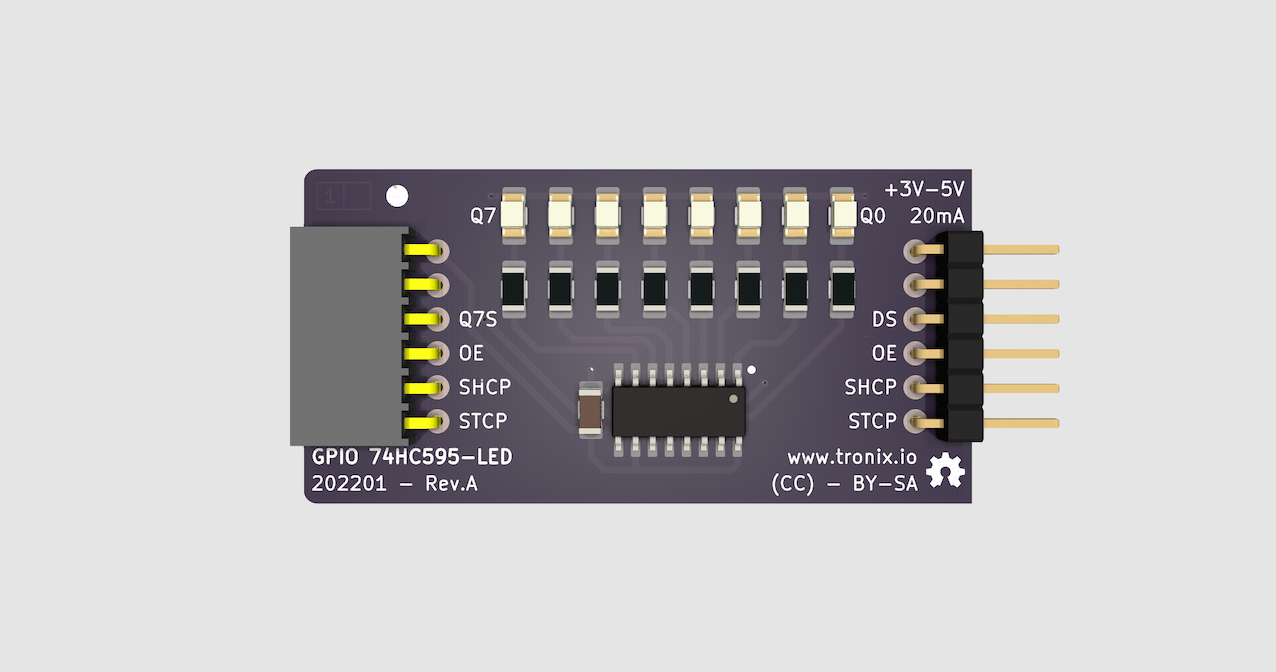 1
+3V-5V
Q7
Q0 20mA
Q7S
DS
OE
OE
SHCP
SHCP
STCP
STCP
GPIO 74HC595-LED
www.tronix.io
202201 - Rev.A
(CC) - BY-SA